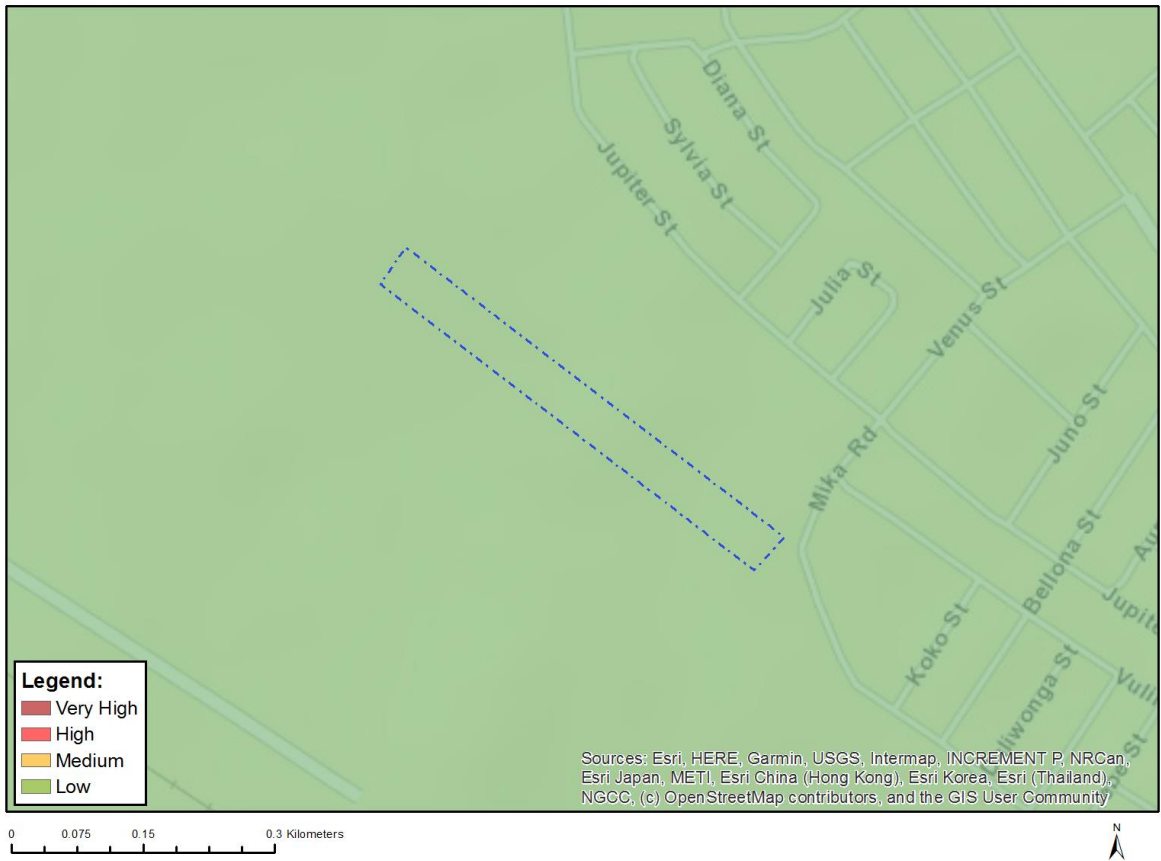 Diana St
Sylvia St
Jupiter St
Julia St
Venus St
Juno St
Mika Rd
Bellona St
Koko St
Legend:
Very High
High
Medium
Low
Sources: Esri, HERE, Garmin, USGS, Intermap, INCREMENT P, NRCan,
Esri Japan, METI, Esri China (Hong Kong), Esri Korea, Esri (Thailand),
NGCC, (c) OpenStreetMap contributors, and the GIS User Community
0 0.075 0.15 0.3 Kilometers
N